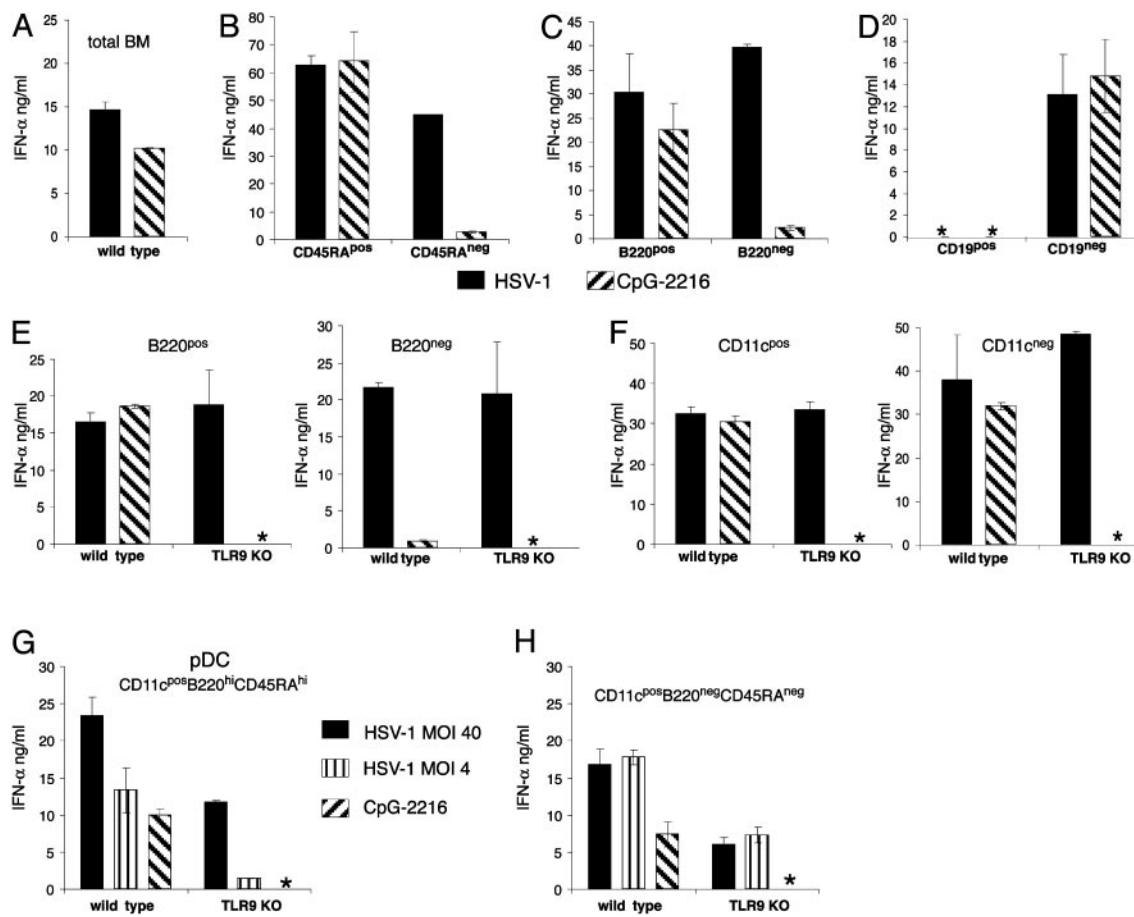 A
total BM
IFN-α ng/ml
20
15
10
5
0
wild type
B
IFN-α ng/ml
80
70
60
50
40
30
20
10
0
CD45RApos
CD45RAneg
C
IFN-α ng/ml
45
40
35
30
25
20
15
10
5
0
B220pos
B220neg
D
IFN-α ng/ml
20
18
16
14
12
10
8
6
4
2
0
* *
CD19pos
CD19neg
HSV-1
CpG-2216
E
B220pos
IFN-α ng/ml
25
20
15
10
5
0
*
wild type
TLR9 KO
B220neg
IFN-α ng/ml
30
25
20
15
10
5
0
*
wild type
TLR9 KO
F
CD11cpos
IFN-α ng/ml
50
40
30
20
10
0
*
wild type
TLR9 KO
CD11cneg
IFN-α ng/ml
50
40
30
20
10
0
*
wild type
TLR9 KO
G
pDC
CD11cposB220hiCD45RAhi
IFN-α ng/ml
30
25
20
15
10
5
0
*
wild type
TLR9 KO
HSV-1 MOI 40
HSV-1 MOI 4
CpG-2216
H
CD11cposB220negCD45RAneg
IFN-α ng/ml
30
25
20
15
10
5
0
*
wild type
TLR9 KO